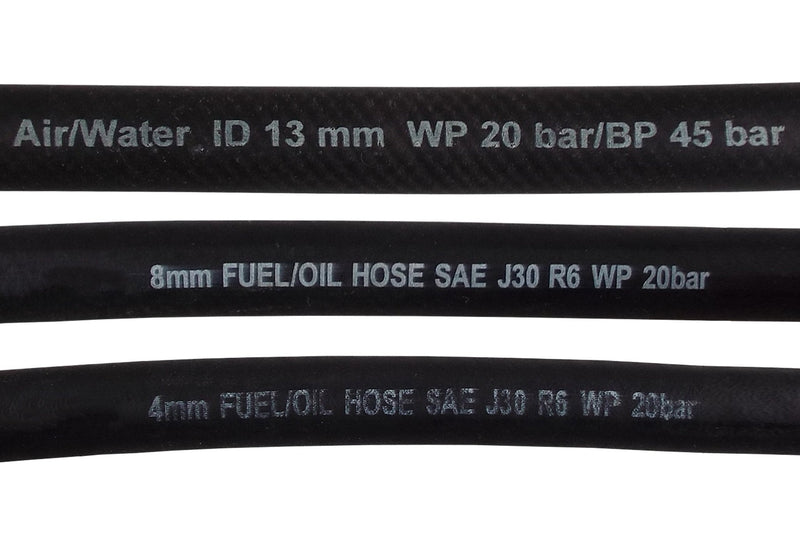 Air/Water ID 13 mm WP 20 bar/BP 45 bar
8mm FUEL/OIL HOSE SAE J30 R6 WP 20bar
4mm FUEL/OIL HOSE SAE J30 R6 WP 20bar